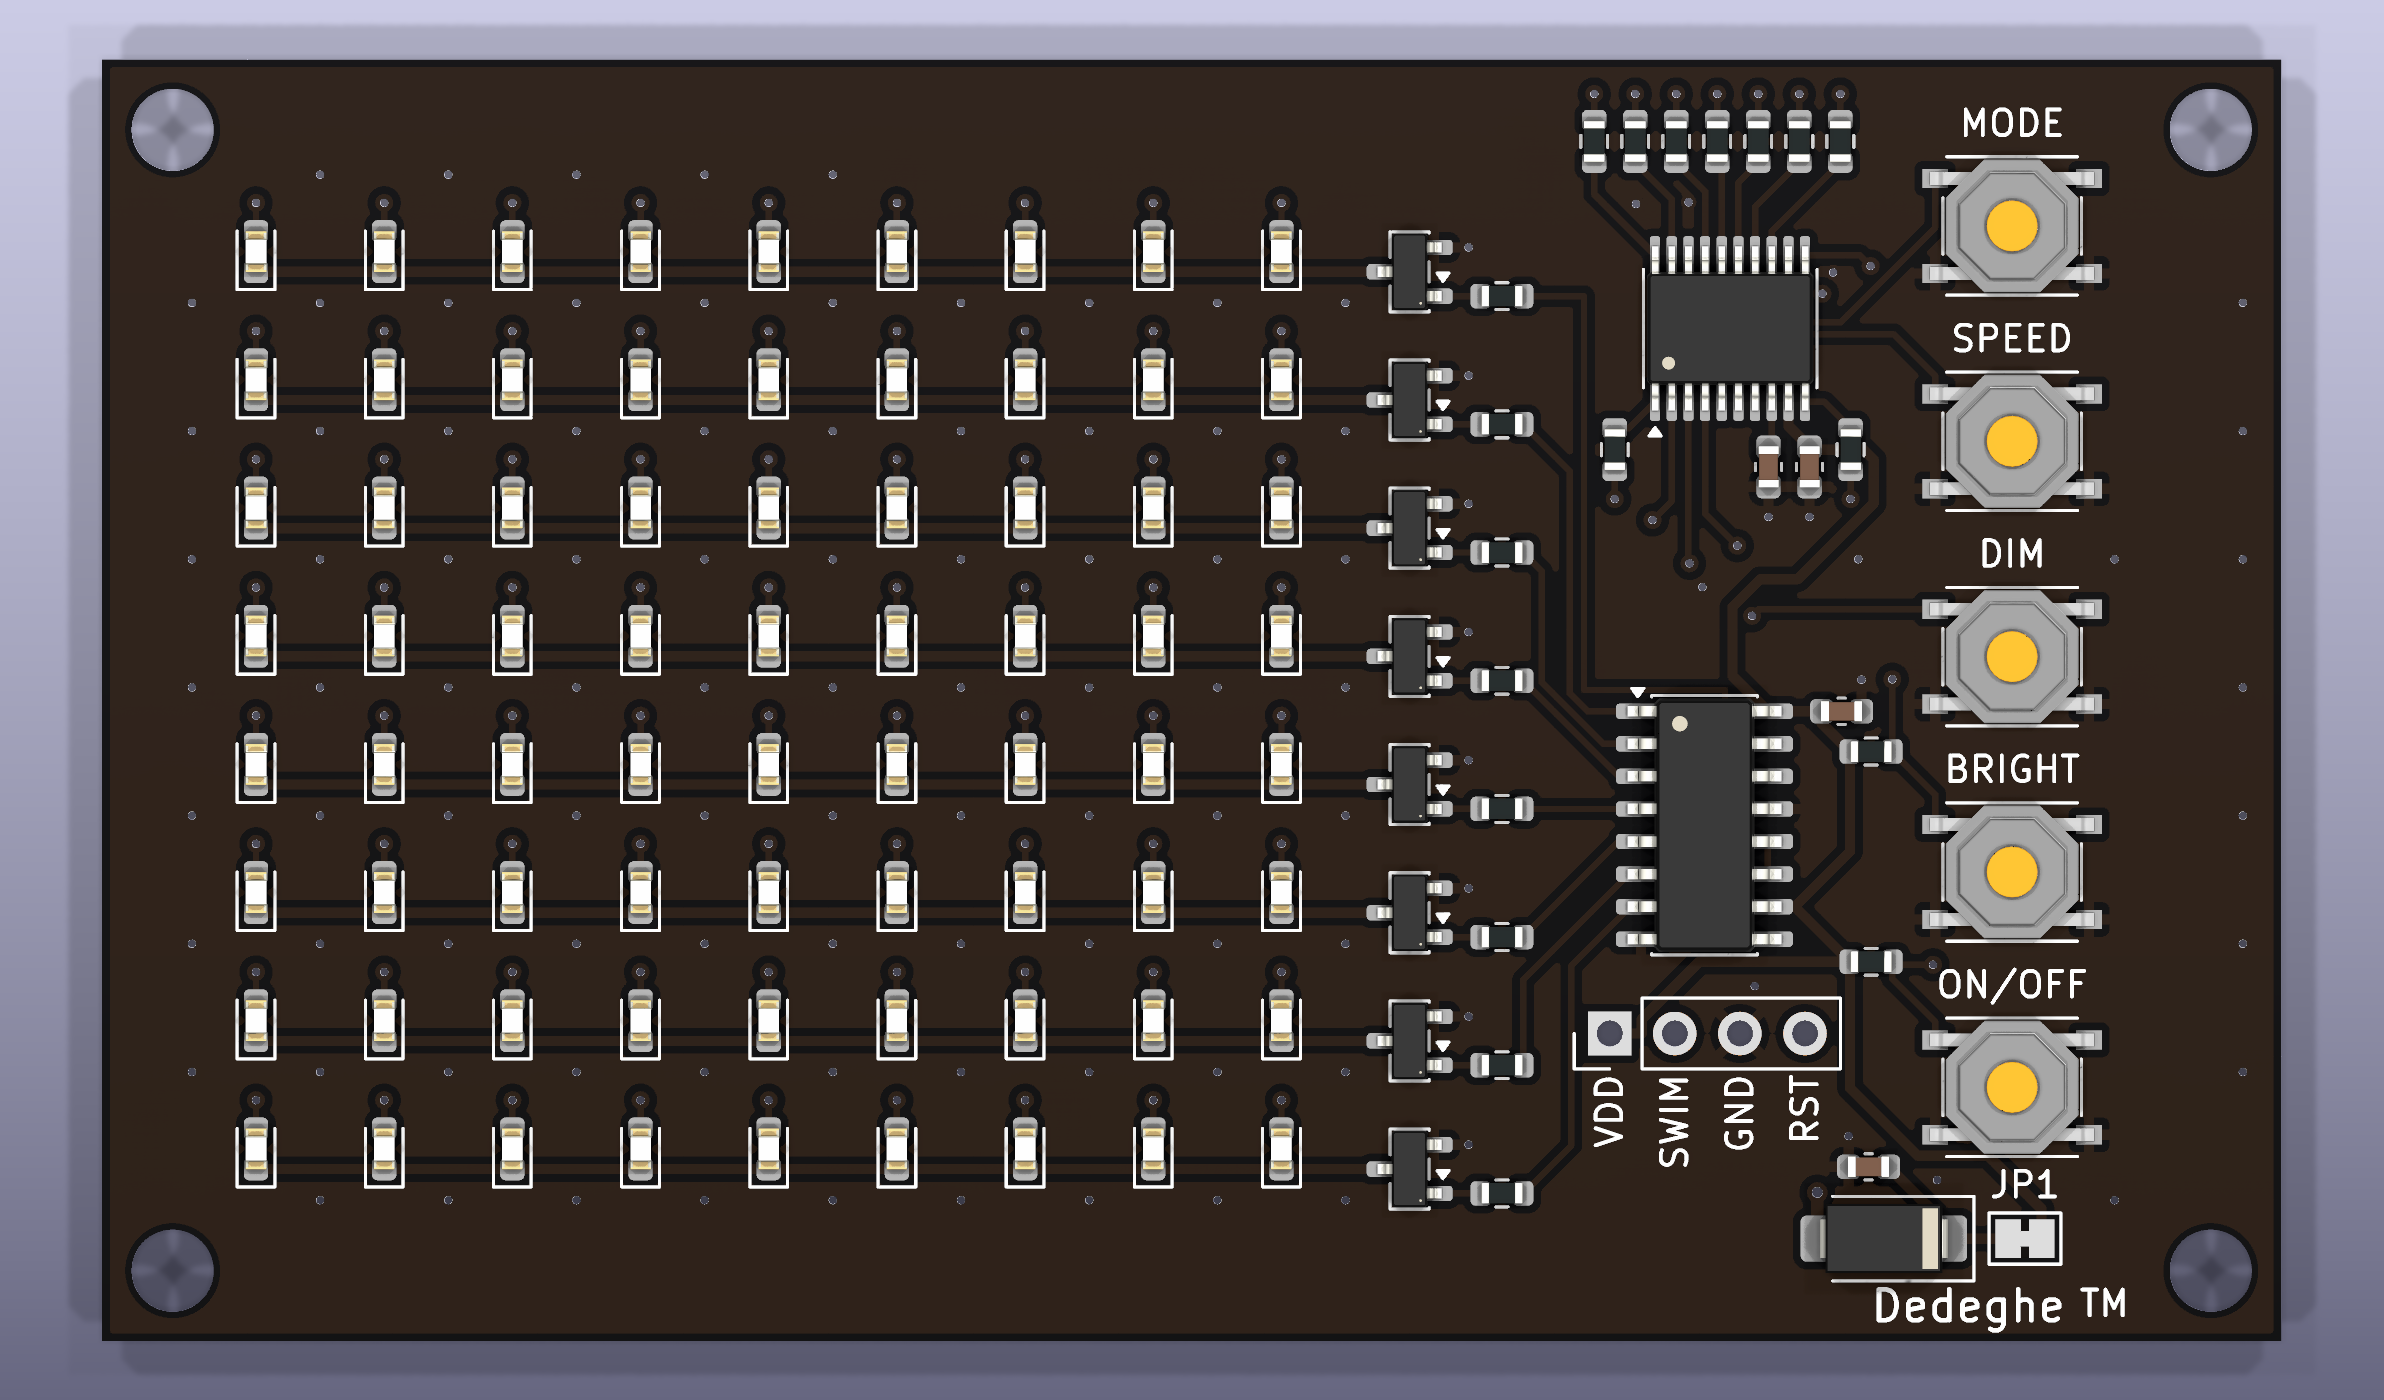 MODE
SPEED
DIM
BRIGHT
ON/OFF
VDD
SWIM
GND
RST
JP1
Dedeghe TM